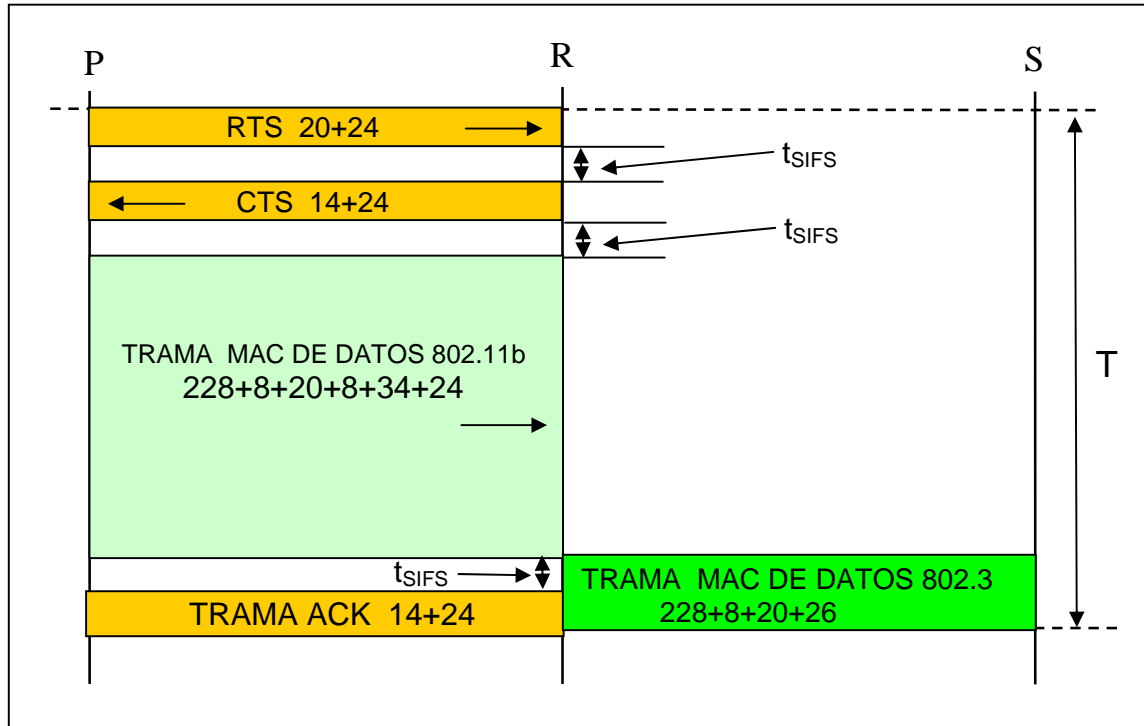 P
R
S
RTS 20+24
tSIFS
CTS 14+24
tSIFS
TRAMA MAC DE DATOS 802.11b
228+8+20+8+34+24
T
tSIFS
TRAMA MAC DE DATOS 802.3
228+8+20+26
TRAMA ACK 14+24